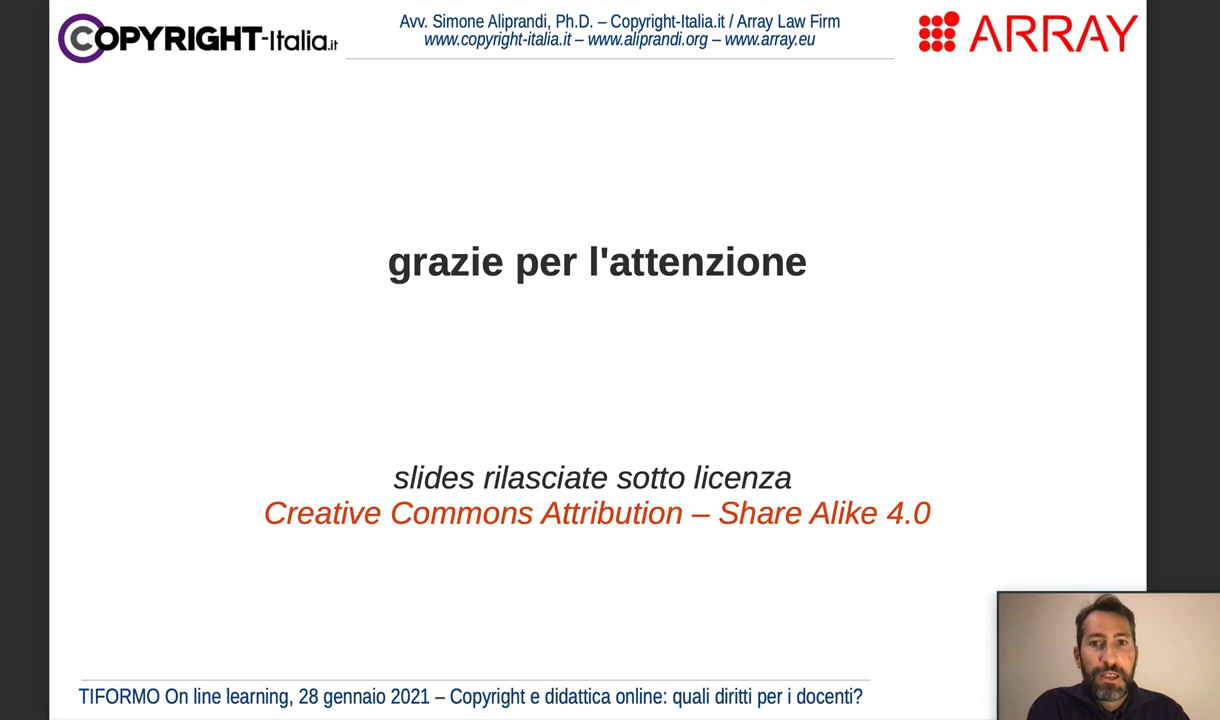 COPYRIGHT-Italia.it
Avv. Simone Aliprandi, Ph.D. – Copyright-Italia.it / Array Law Firm
www.copyright-italia.it – www.aliprandi.org – www.array.eu
ARRAY
grazie per l'attenzione
slides rilasciate sotto licenza
Creative Commons Attribution – Share Alike 4.0
TIFORMO On line learning, 28 gennaio 2021 – Copyright e didattica online: quali diritti per i docenti?